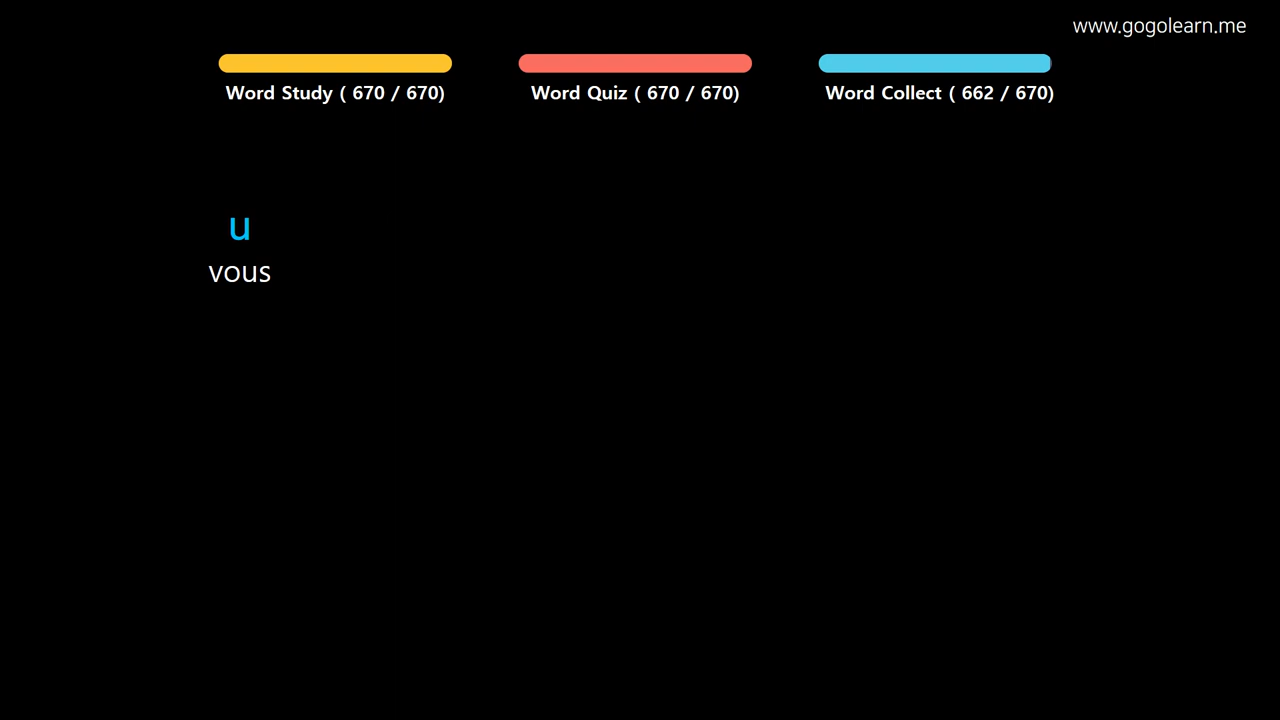 www.gogolearn.me
Word Study ( 670 / 670)
Word Quiz ( 670 / 670)
Word Collect ( 662 / 670)
u
vous